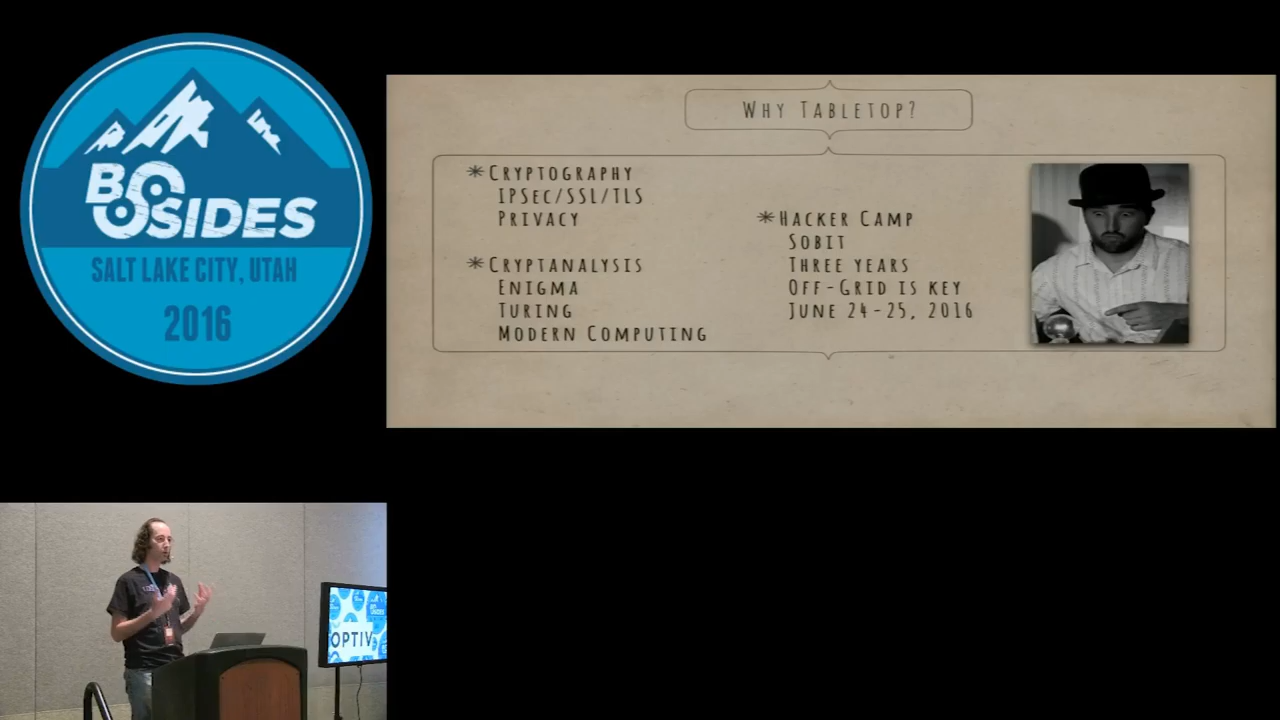 BSIDES
SALT LAKE CITY, UTAH
2016
WHY TABLETOP?
✳CRYPTOGRAPHY
IPSEC/SSL/TLS
PRIVACY
✳CRYPTANALYSIS
ENIGMA
TURING
MODERN COMPUTING
✳HACKER CAMP
SOBIT
THREE YEARS
OFF-GRID IS KEY
JUNE 24-25, 2016
OPTIV